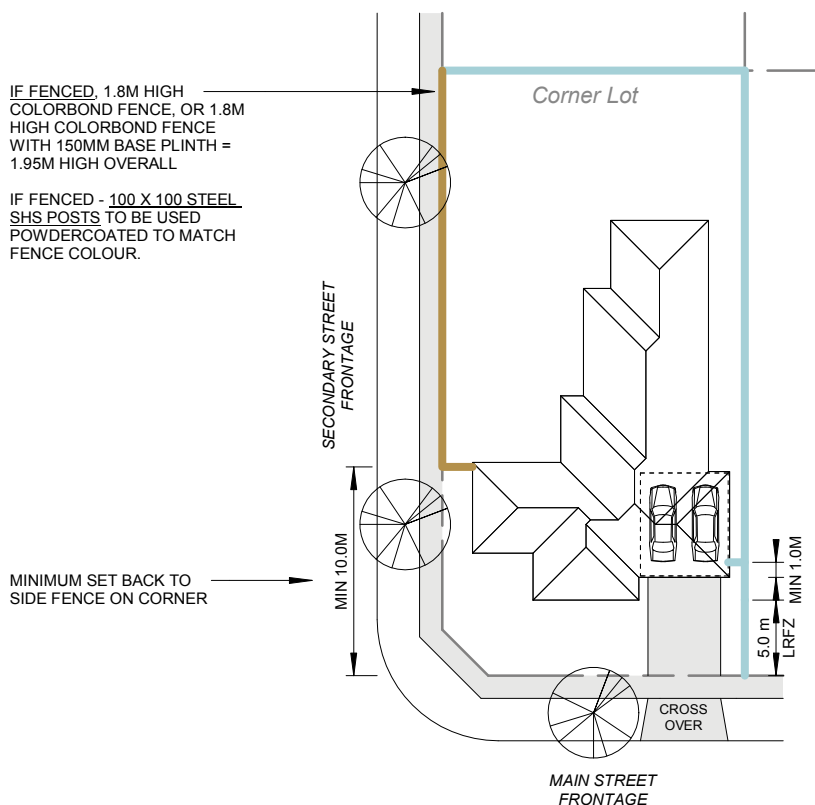 IF FENCED, 1.8M HIGH
COLORBOND FENCE, OR 1.8M
HIGH COLORBOND FENCE
WITH 150MM BASE PLINTH =
1.95M HIGH OVERALL
IF FENCED - 100 X 100 STEEL
SHS POSTS TO BE USED
POWDERCOATED TO MATCH
FENCE COLOUR.
Corner Lot
SECONDARY STREET
FRONTAGE
MIN 10.0M
MINIMUM SET BACK TO
SIDE FENCE ON CORNER
MIN 1.0M
5.0 m
LRFZ
CROSS
OVER
MAIN STREET
FRONTAGE